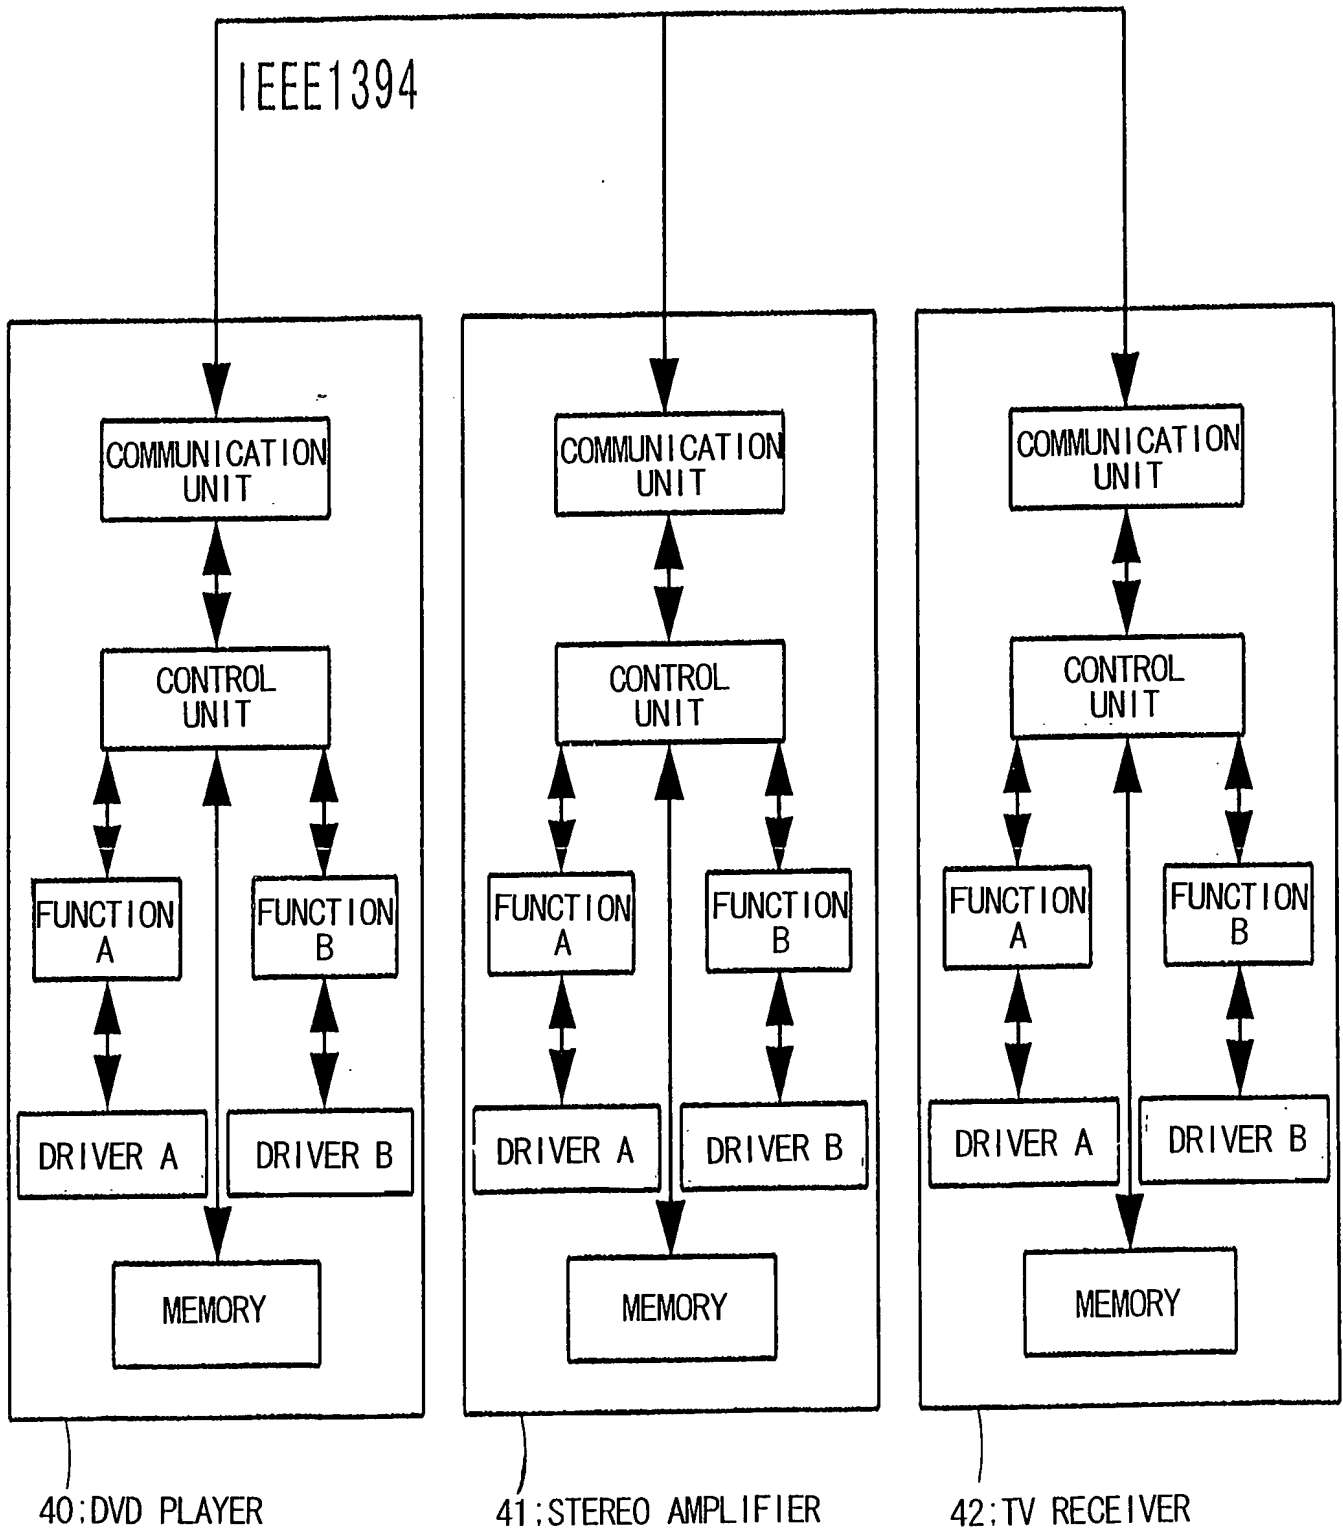 IEEE1394
COMMUNICATION
UNIT
CONTROL
UNIT
FUNCTION
A
FUNCTION
B
DRIVER A
DRIVER B
MEMORY
40:DVD PLAYER
COMMUNICATION
UNIT
CONTROL
UNIT
FUNCTION
A
FUNCTION
B
DRIVER A
DRIVER B
MEMORY
41:STEREO AMPLIFIER
COMMUNICATION
UNIT
CONTROL
UNIT
FUNCTION
A
FUNCTION
B
DRIVER A
DRIVER B
MEMORY
42:TV RECEIVER